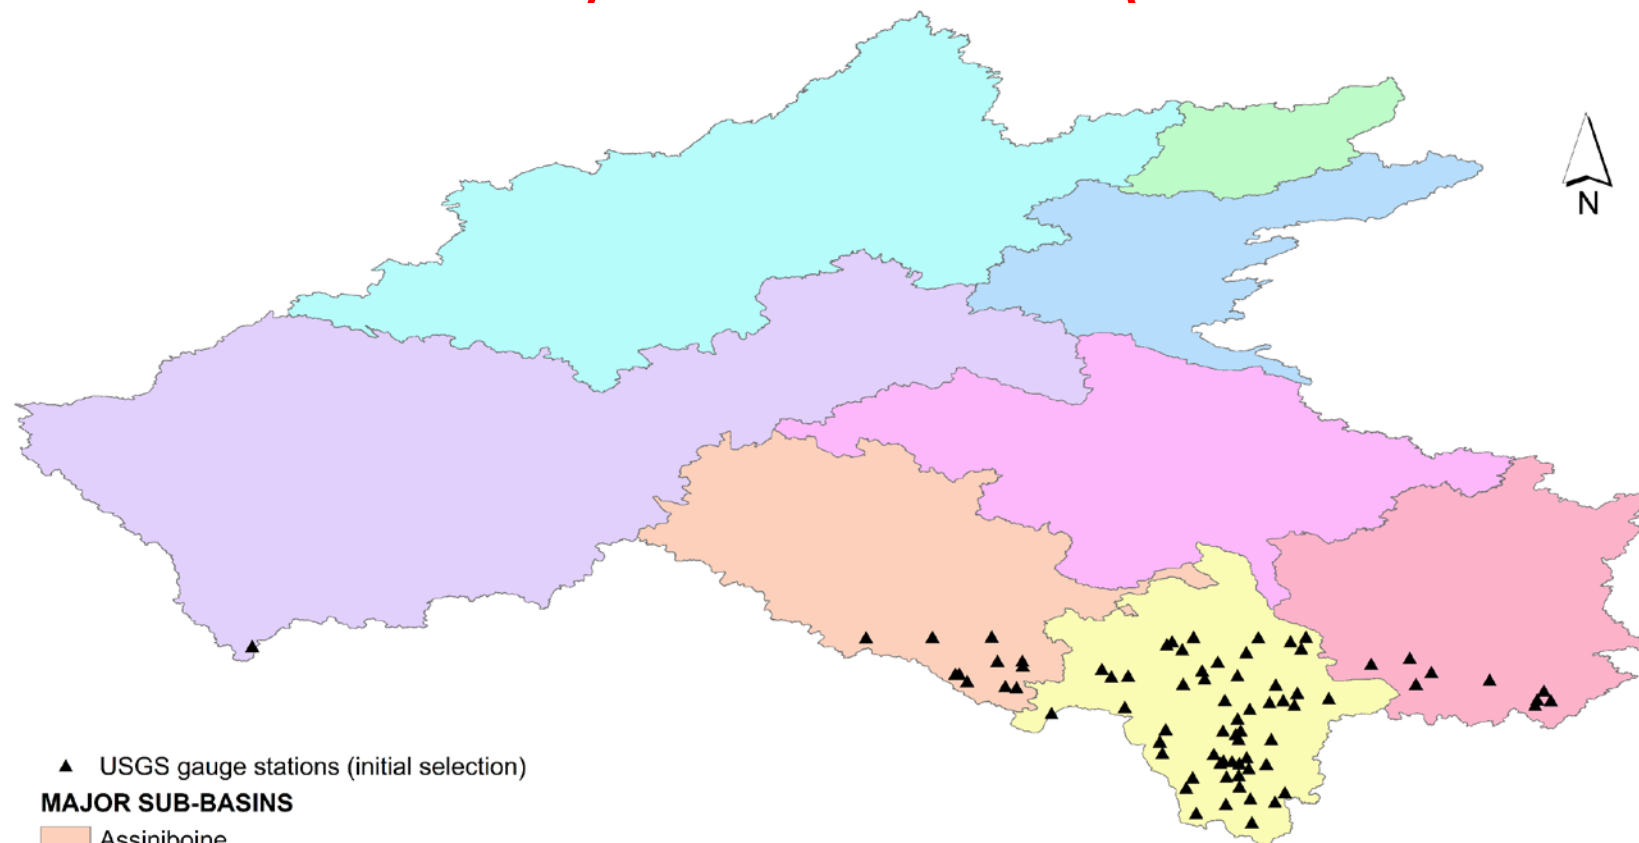 N
USGS gauge stations (initial selection)
MAJOR SUB-BASINS
Assiniboine